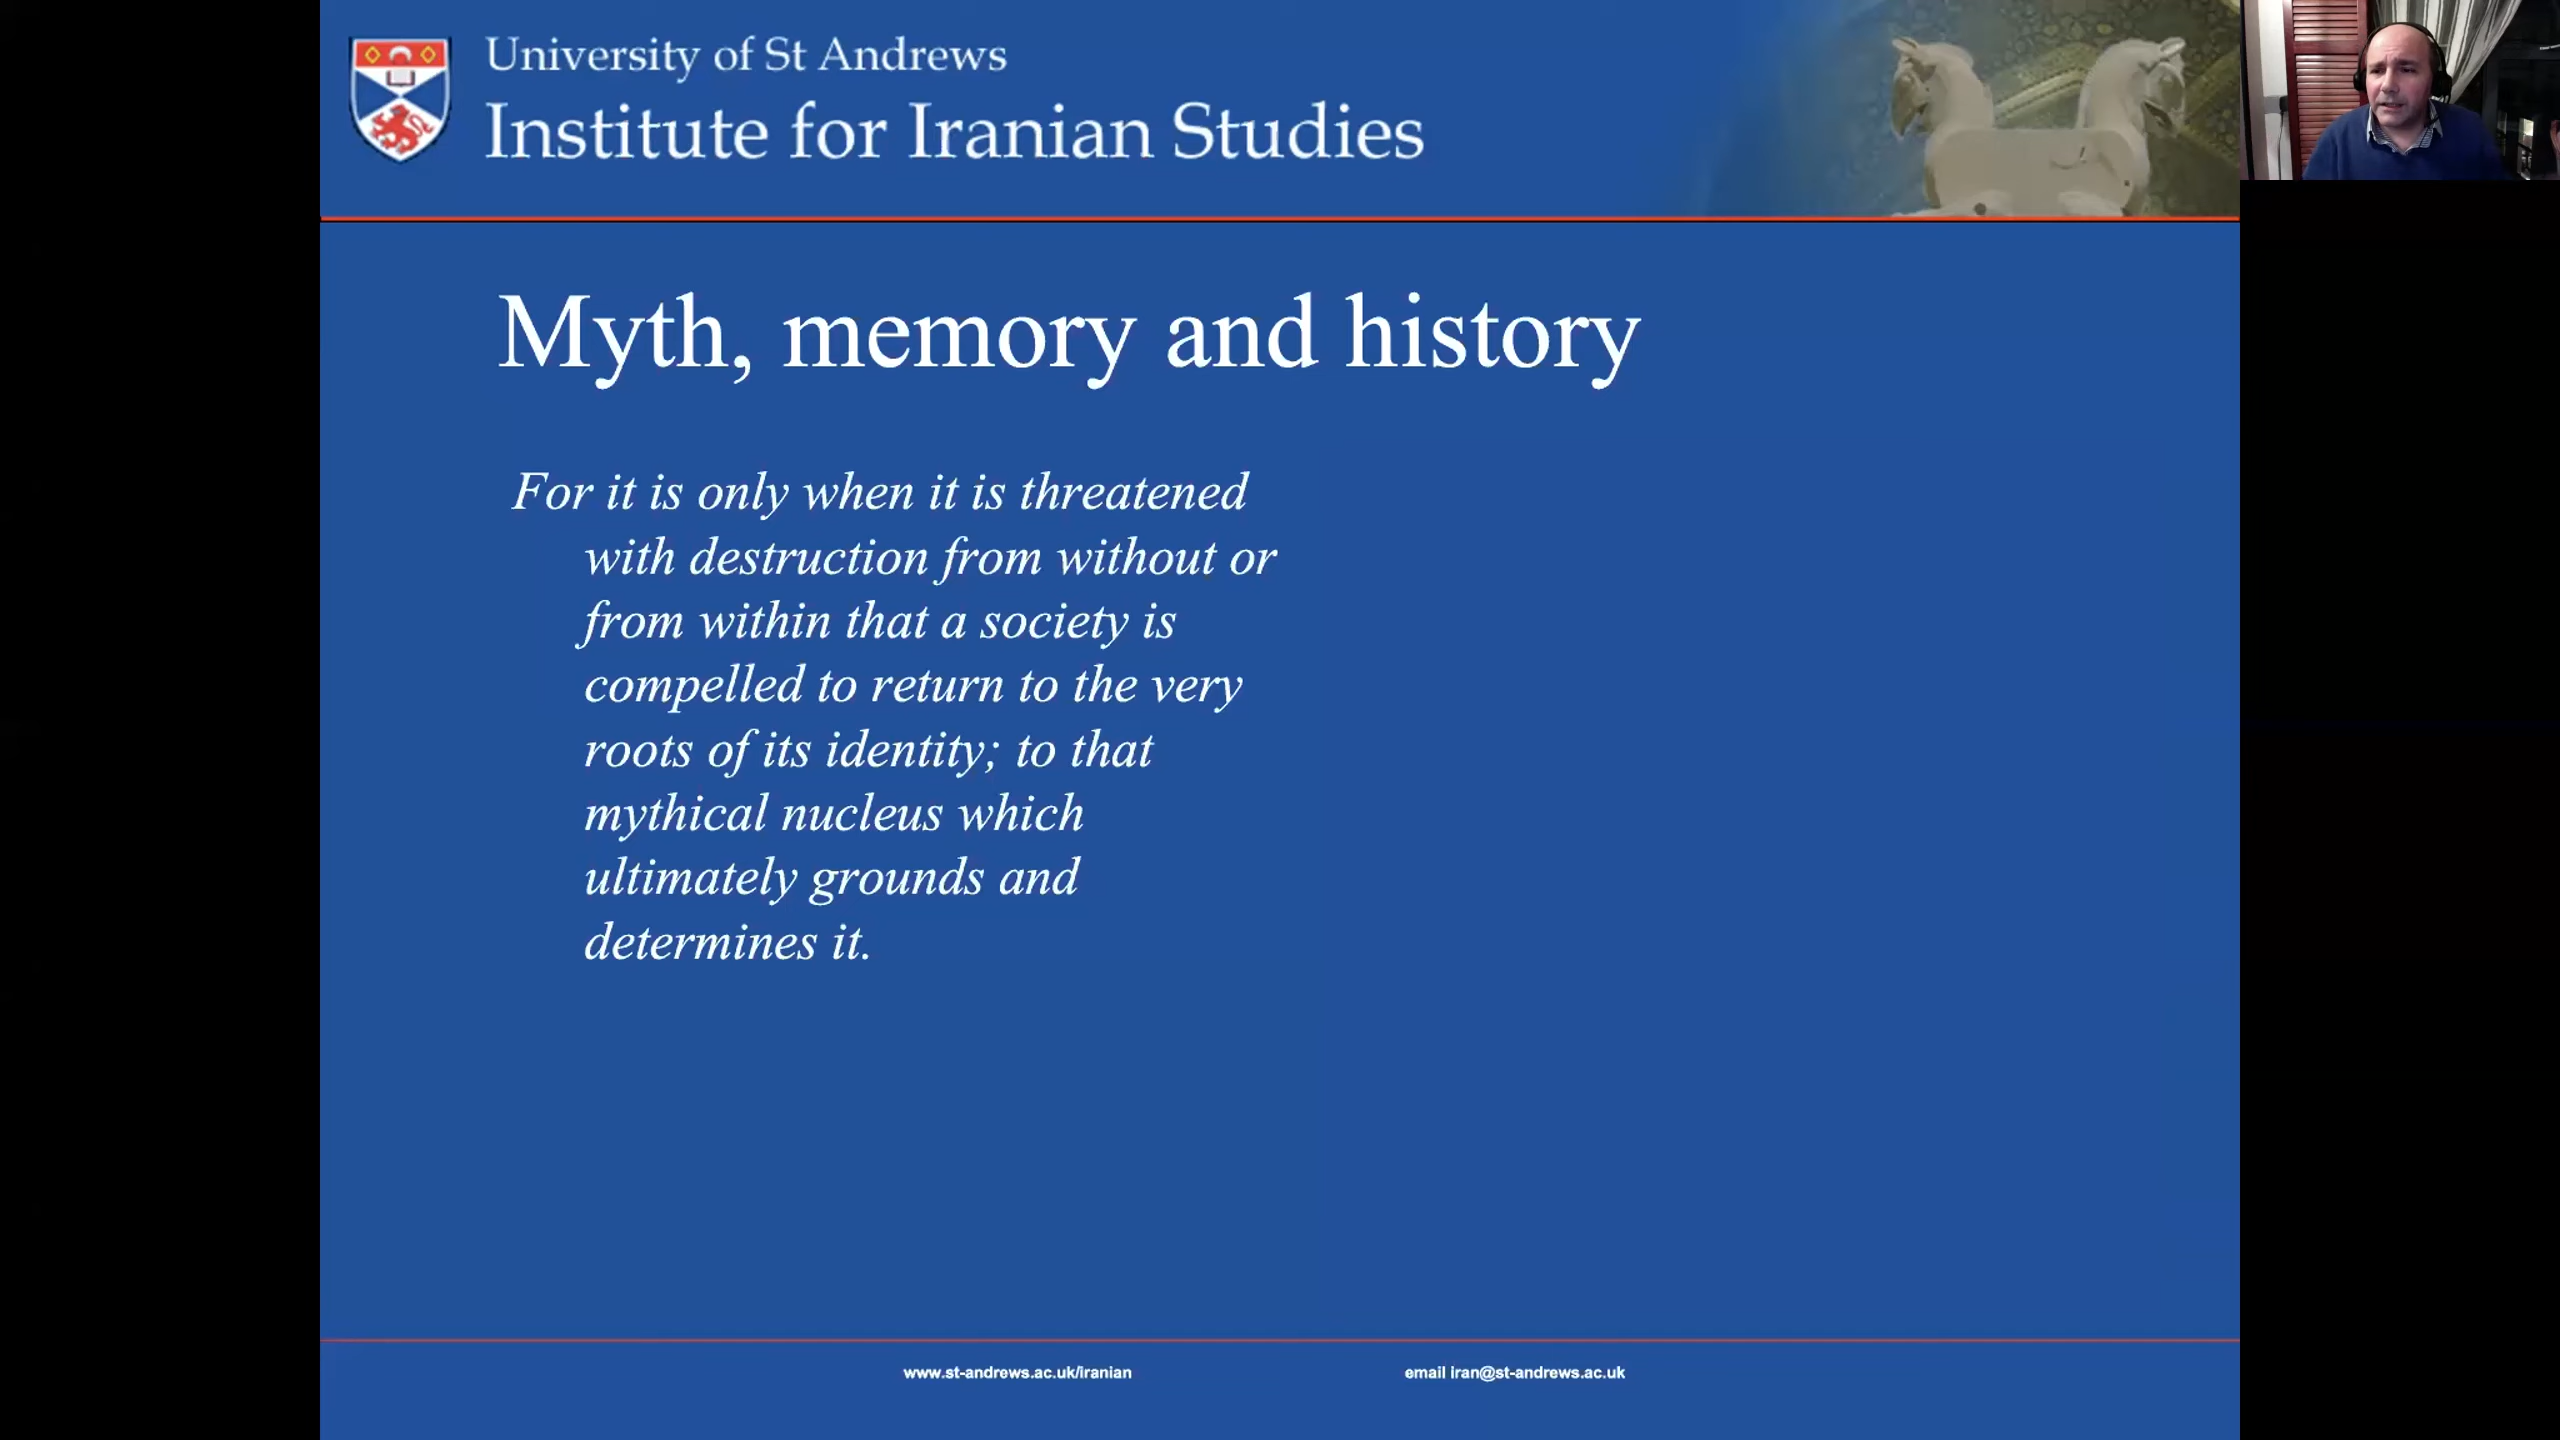 University of St Andrews
Institute for Iranian Studies
Myth, memory and history
For it is only when it is threatened
with destruction from without or
from within that a society is
compelled to return to the very
roots of its identity; to that
mythical nucleus which
ultimately grounds and
determines it.
www.st-andrews.ac.uk/iranian
email iran@st-andrews.ac.uk